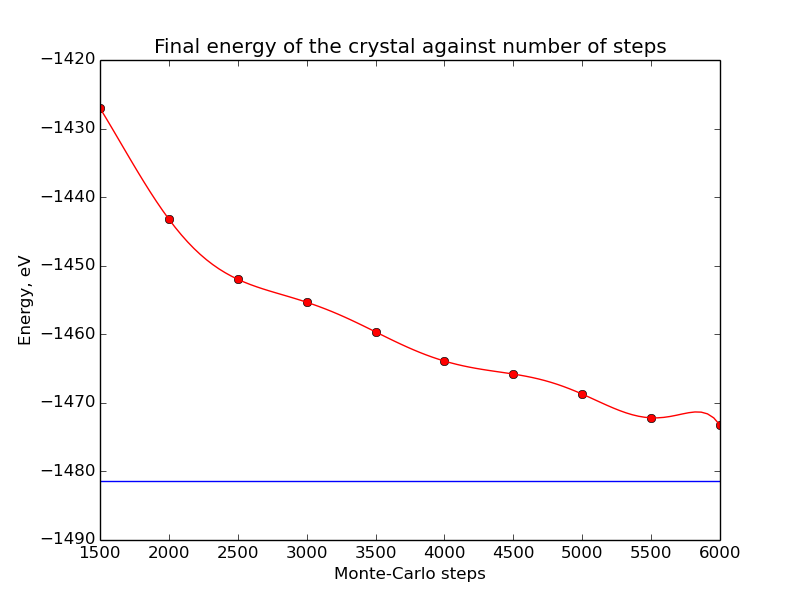 Final energy of the crystal against number of steps
−1420
−1430
−1440
−1450
−1460
−1470
−1480
−1490
Energy, eV
1500 2000 2500 3000 3500 4000 4500 5000 5500 6000
Monte-Carlo steps